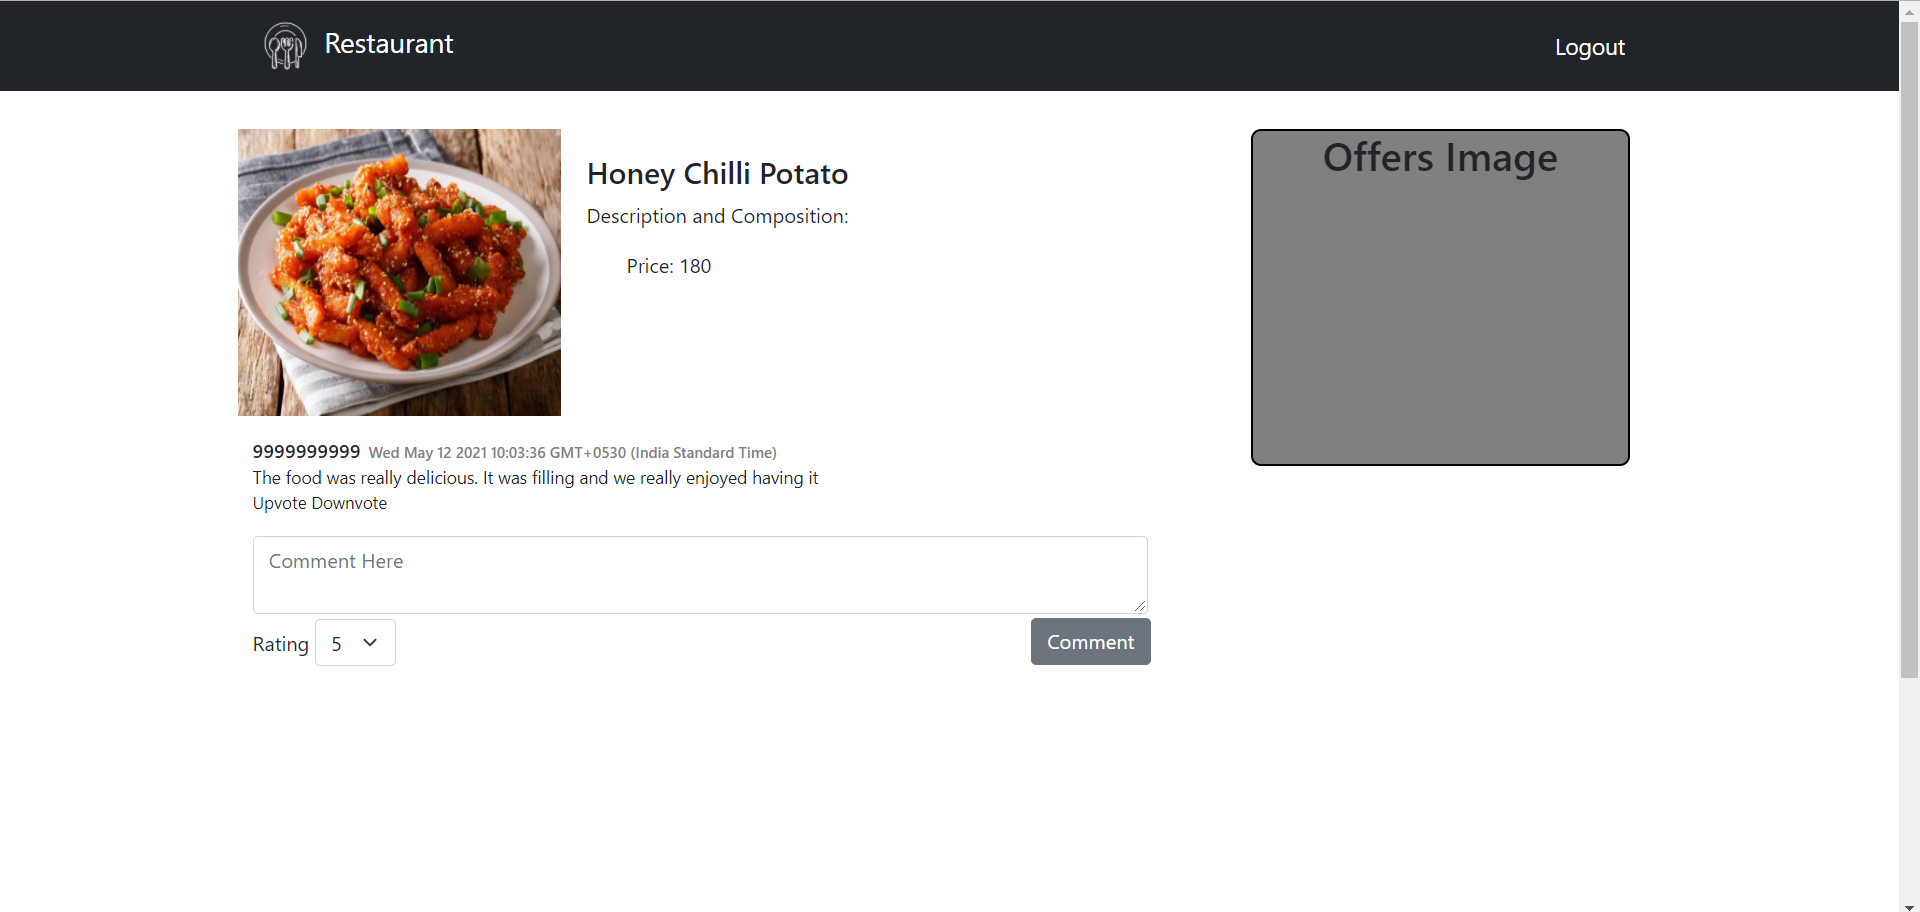 Restaurant
Logout
Honey Chilli Potato
Description and Composition:
Price: 180
Offers Image
9999999999 Wed May 12 2021 10:03:36 GMT+0530 (India Standard Time)
The food was really delicious. It was filling and we really enjoyed having it
Upvote Downvote
Comment Here
Rating 5
Comment